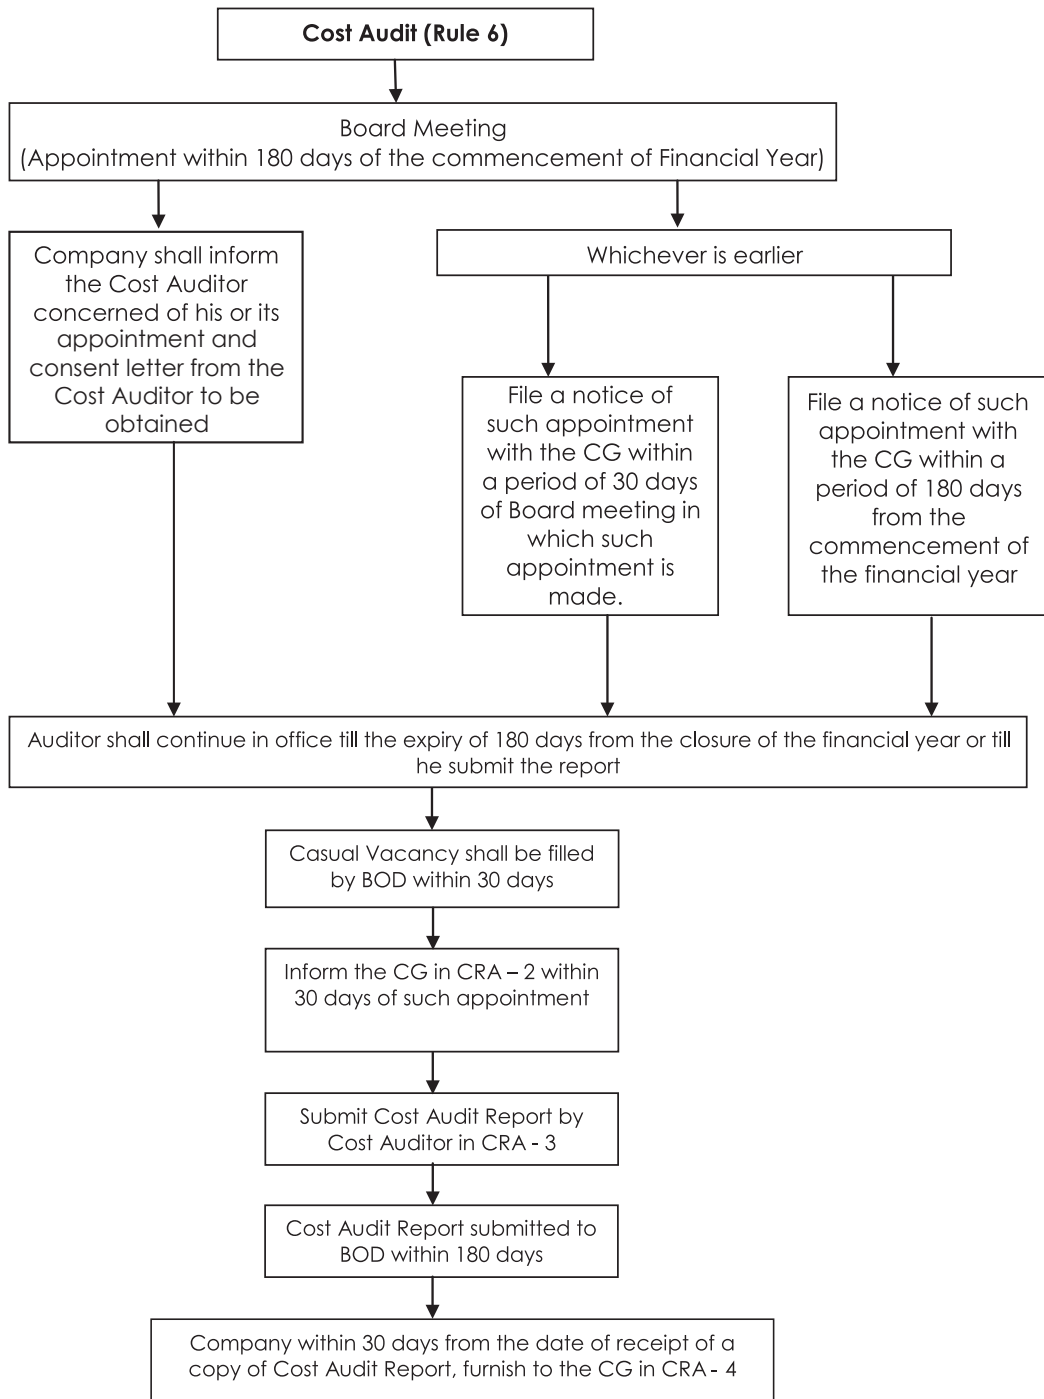 Cost Audit (Rule 6)
Board Meeting
(Appointment within 180 days of the commencement of Financial Year)
Company shall inform
the Cost Auditor
concerned of his or its
appointment and
consent letter from the
Cost Auditor to be
obtained
Whichever is earlier
File a notice of
such appointment
with the CG within
a period of 30 days
of Board meeting in
which such
appointment is
made.
File a notice of such
appointment with
the CG within a
period of 180 days
from the
commencement of
the financial year
Auditor shall continue in office till the expiry of 180 days from the closure of the financial year or till
he submit the report
Casual Vacancy shall be filled
by BOD within 30 days
Inform the CG in CRA – 2 within
30 days of such appointment
Submit Cost Audit Report by
Cost Auditor in CRA - 3
Cost Audit Report submitted to
BOD within 180 days
Company within 30 days from the date of receipt of a
copy of Cost Audit Report, furnish to the CG in CRA - 4